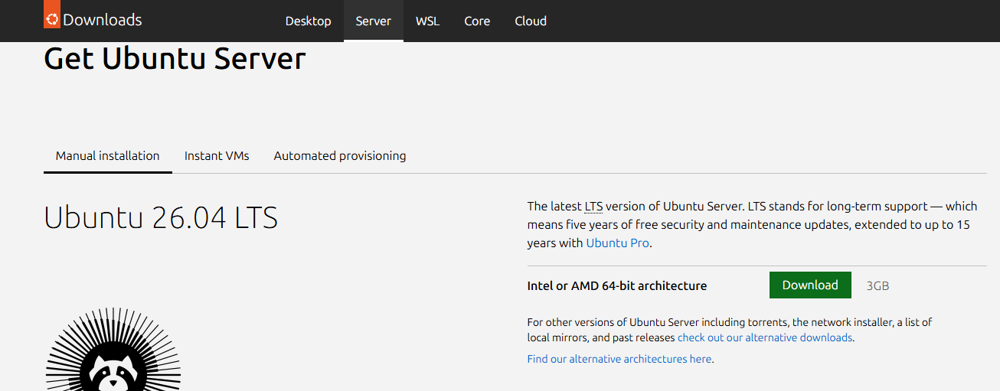 Downloads Desktop Server WSL Core Cloud
Get Ubuntu Server
Manual installation Instant VMs Automated provisioning
Ubuntu 26.04 LTS
The latest LTS version of Ubuntu Server. LTS stands for long-term support — which
means five years of free security and maintenance updates, extended to up to 15
years with Ubuntu Pro.
Intel or AMD 64-bit architecture Download 3GB
For other versions of Ubuntu Server including torrents, the network installer, a list of
local mirrors, and past releases check out our alternative downloads.
Find our alternative architectures here.